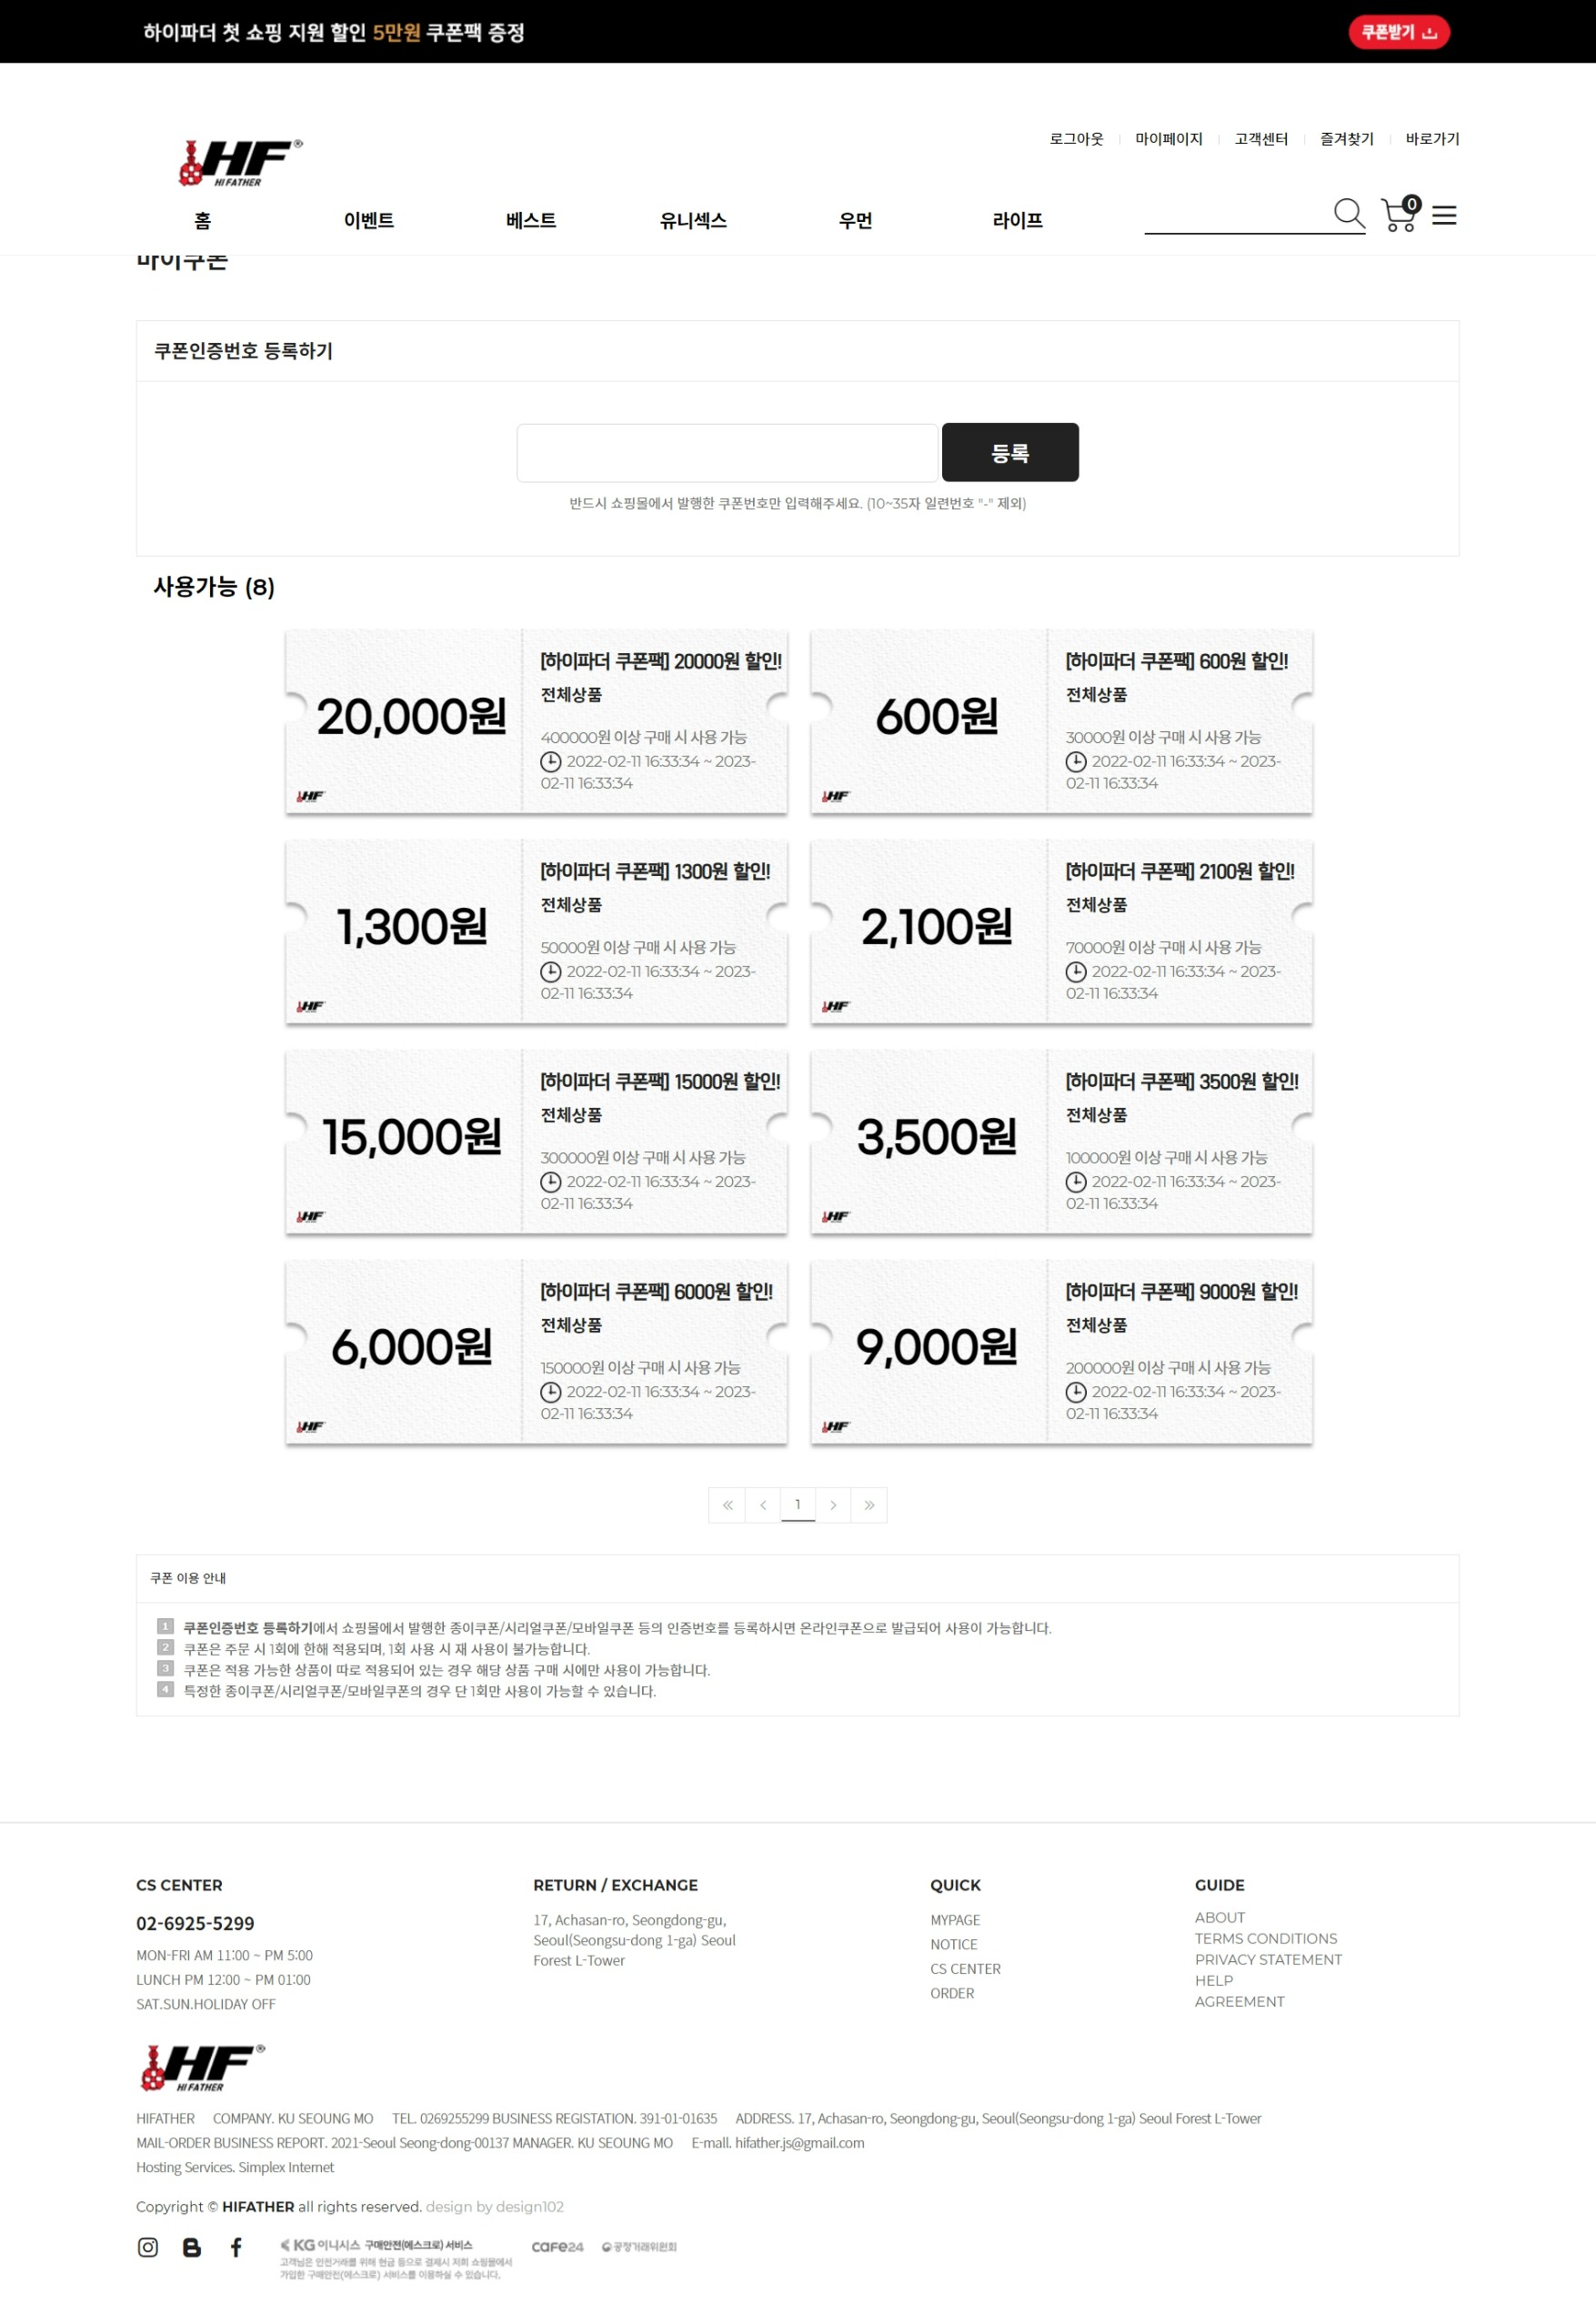 하이파더 첫 쇼핑 지원 할인 5만원 쿠폰팩 증정
쿠폰받기
HF®
HI FATHER
로그아웃
마이페이지
고객센터
즐겨찾기
바로가기
홈
이벤트
베스트
유니섹스
우먼
라이프
0
마이쿠폰
쿠폰인증번호 등록하기
등록
반드시 쇼핑몰에서 발행한 쿠폰번호만 입력해주세요. (10~35자 일련번호 "-" 제외)
사용가능 (8)
20,000원
HF
[하이파더 쿠폰팩] 20000원 할인!
전체상품
400000원 이상 구매 시 사용 가능
2022-02-11 16:33:34 ~ 2023-
02-11 16:33:34
600원
HF
[하이파더 쿠폰팩] 600원 할인!
전체상품
30000원 이상 구매 시 사용 가능
2022-02-11 16:33:34 ~ 2023-
02-11 16:33:34
1,300원
HF
[하이파더 쿠폰팩] 1300원 할인!
전체상품
50000원 이상 구매 시 사용 가능
2022-02-11 16:33:34 ~ 2023-
02-11 16:33:34
2,100원
HF
[하이파더 쿠폰팩] 2100원 할인!
전체상품
70000원 이상 구매 시 사용 가능
2022-02-11 16:33:34 ~ 2023-
02-11 16:33:34
15,000원
HF
[하이파더 쿠폰팩] 15000원 할인!
전체상품
300000원 이상 구매 시 사용 가능
2022-02-11 16:33:34 ~ 2023-
02-11 16:33:34
3,500원
HF
[하이파더 쿠폰팩] 3500원 할인!
전체상품
100000원 이상 구매 시 사용 가능
2022-02-11 16:33:34 ~ 2023-
02-11 16:33:34
6,000원
HF
[하이파더 쿠폰팩] 6000원 할인!
전체상품
150000원 이상 구매 시 사용 가능
2022-02-11 16:33:34 ~ 2023-
02-11 16:33:34
9,000원
HF
[하이파더 쿠폰팩] 9000원 할인!
전체상품
200000원 이상 구매 시 사용 가능
2022-02-11 16:33:34 ~ 2023-
02-11 16:33:34
1
쿠폰 이용 안내
1 쿠폰인증번호 등록하기에서 쇼핑몰에서 발행한 종이쿠폰/시리얼쿠폰/모바일쿠폰 등의 인증번호를 등록하시면 온라인쿠폰으로 발급되어 사용이 가능합니다.
2 쿠폰은 주문 시 1회에 한해 적용되며, 1회 사용 시 재 사용이 불가능합니다.
3 쿠폰은 적용 가능한 상품이 따로 적용되어 있는 경우 해당 상품 구매 시에만 사용이 가능합니다.
4 특정한 종이쿠폰/시리얼쿠폰/모바일쿠폰의 경우 단 1회만 사용이 가능할 수 있습니다.
CS CENTER
02-6925-5299
MON-FRI AM 11:00 ~ PM 5:00
LUNCH PM 12:00 ~ PM 01:00
SAT.SUN.HOLIDAY OFF
RETURN / EXCHANGE
17, Achasan-ro, Seongdong-gu,
Seoul(Seongsu-dong 1-ga) Seoul
Forest L-Tower
QUICK
MYPAGE
NOTICE
CS CENTER
ORDER
GUIDE
ABOUT
TERMS CONDITIONS
PRIVACY STATEMENT
HELP
AGREEMENT
HF®
HI FATHER
HIFATHER COMPANY. KU SEOUNG MO TEL. 0269255299 BUSINESS REGISTATION. 391-01-01635 ADDRESS. 17, Achasan-ro, Seongdong-gu, Seoul(Seongsu-dong 1-ga) Seoul Forest L-Tower
MAIL-ORDER BUSINESS REPORT. 2021-Seoul Seong-dong-00137 MANAGER. KU SEOUNG MO E-mall. hifather.js@gmail.com
Hosting Services. Simplex Internet
Copyright © HIFATHER all rights reserved. design by design102
KG 이니시스 구매안전(에스크로) 서비스
고객님은 안전거래를 위해 현금 등으로 결제시 저희 쇼핑몰에서
가입한 구매안전(에스크로) 서비스를 이용하실 수 있습니다.
cafe24
공정거래위원회